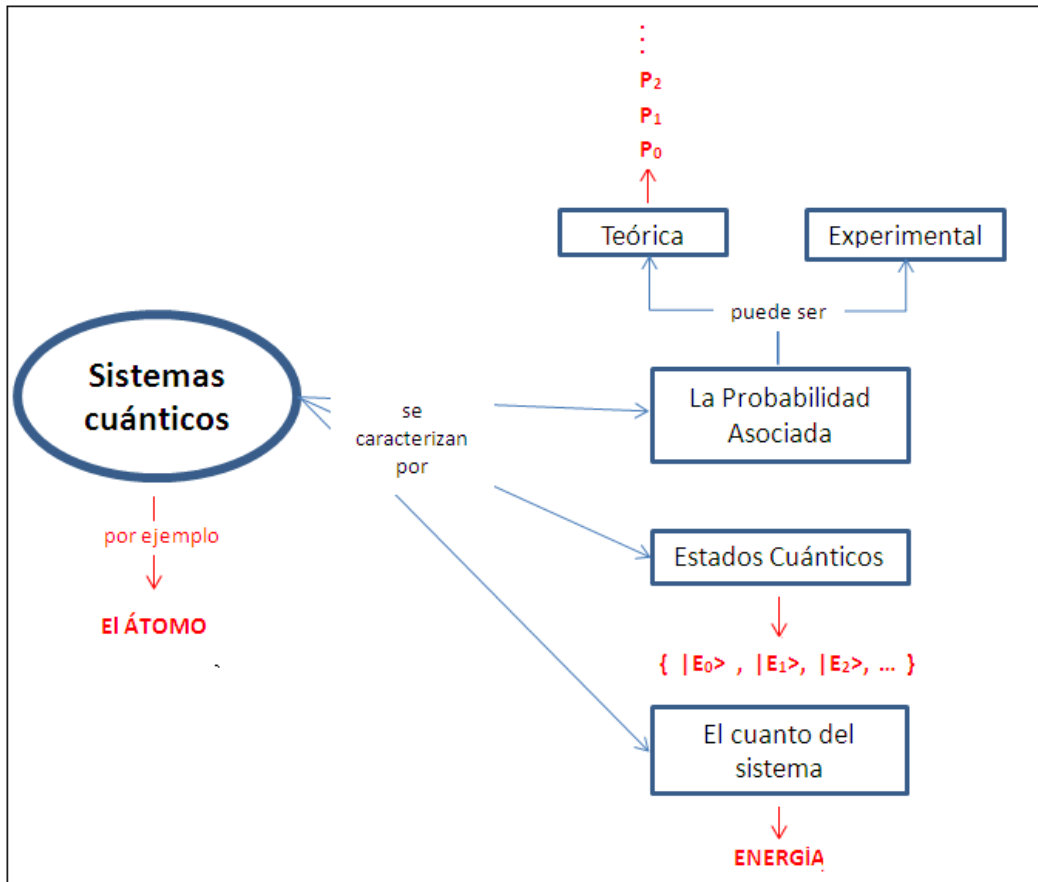 ⋮
P₂
P₁
P₀
Teórica
Experimental
puede ser
Sistemas
cuánticos
se
caracterizan
por
La Probabilidad
Asociada
por ejemplo
El ÁTOMO
Estados Cuánticos
{ |E₀> , |E₁>, |E₂>, ... }
El cuanto del
sistema
ENERGÍA